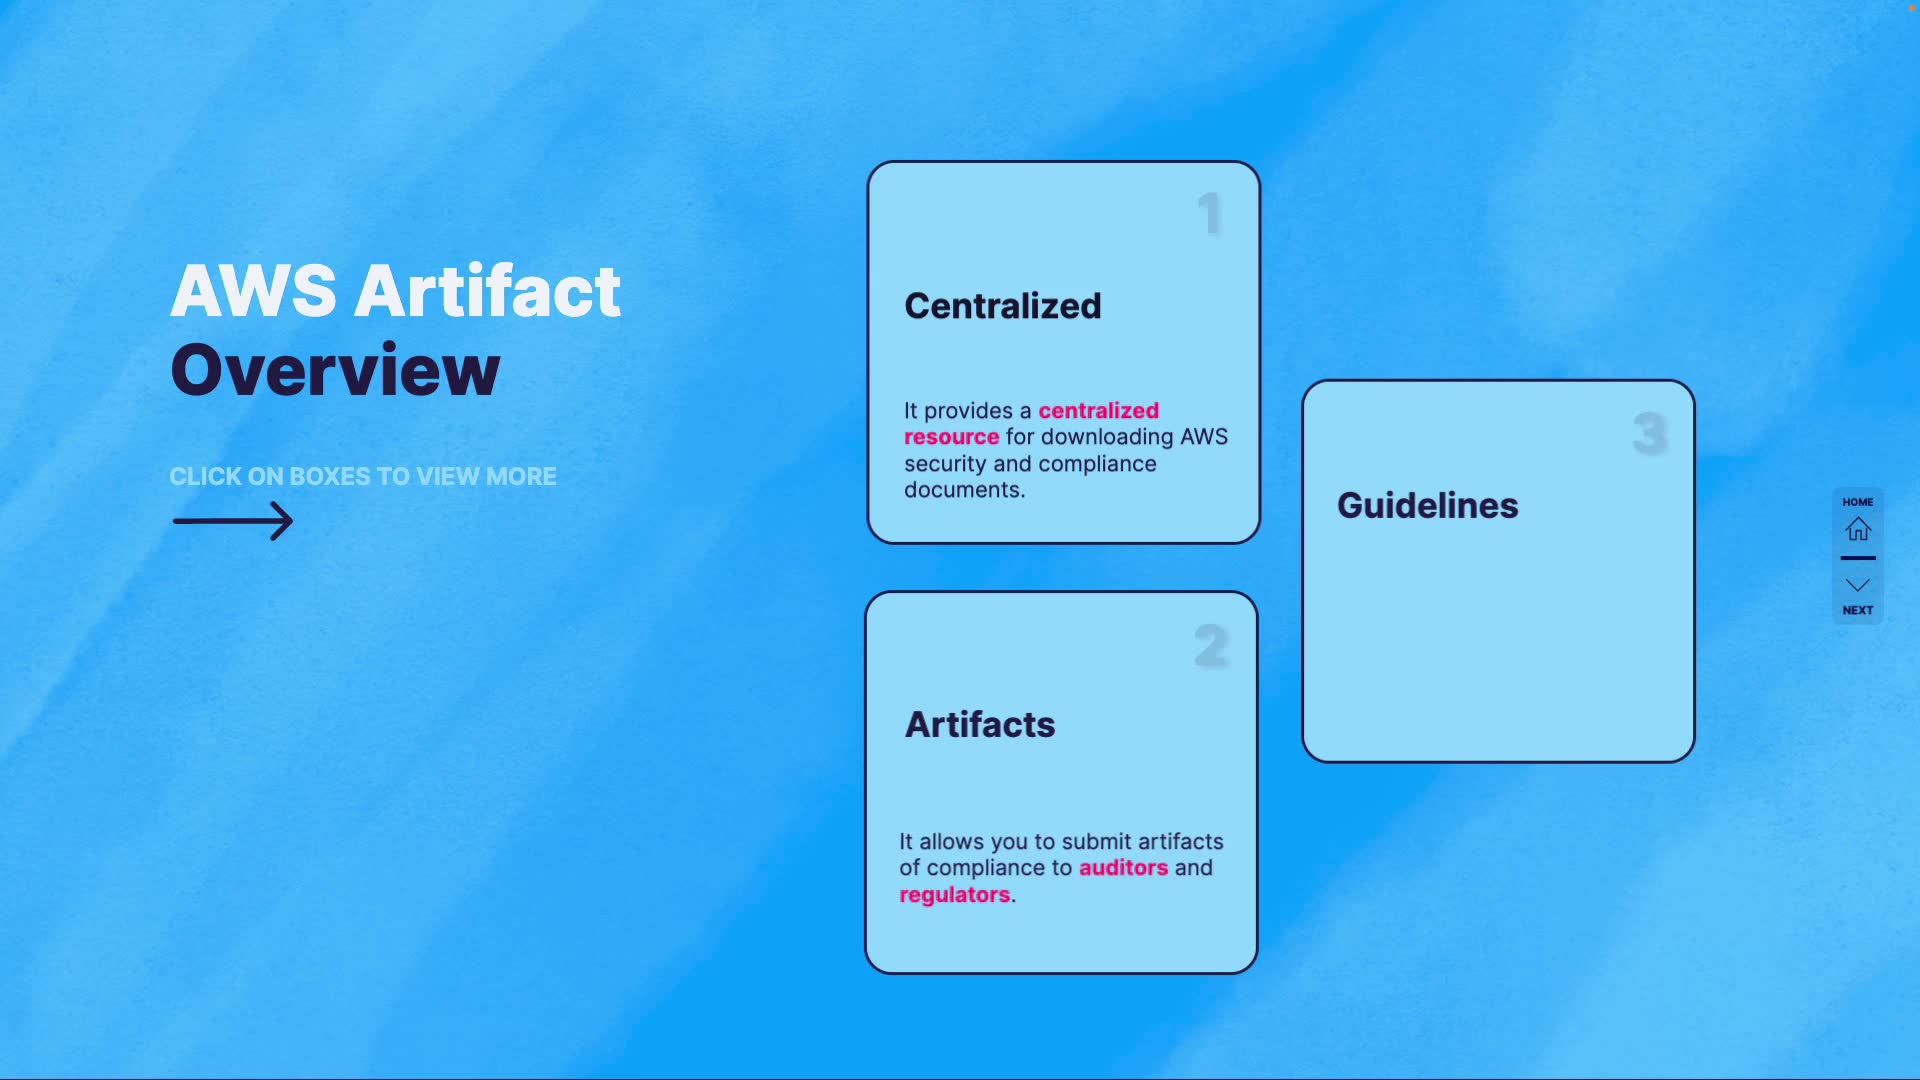 AWS Artifact
Overview
CLICK ON BOXES TO VIEW MORE
1
Centralized
It provides a centralized
resource for downloading AWS
security and compliance
documents.
2
Artifacts
It allows you to submit artifacts
of compliance to auditors and
regulators.
3
Guidelines
HOME
NEXT